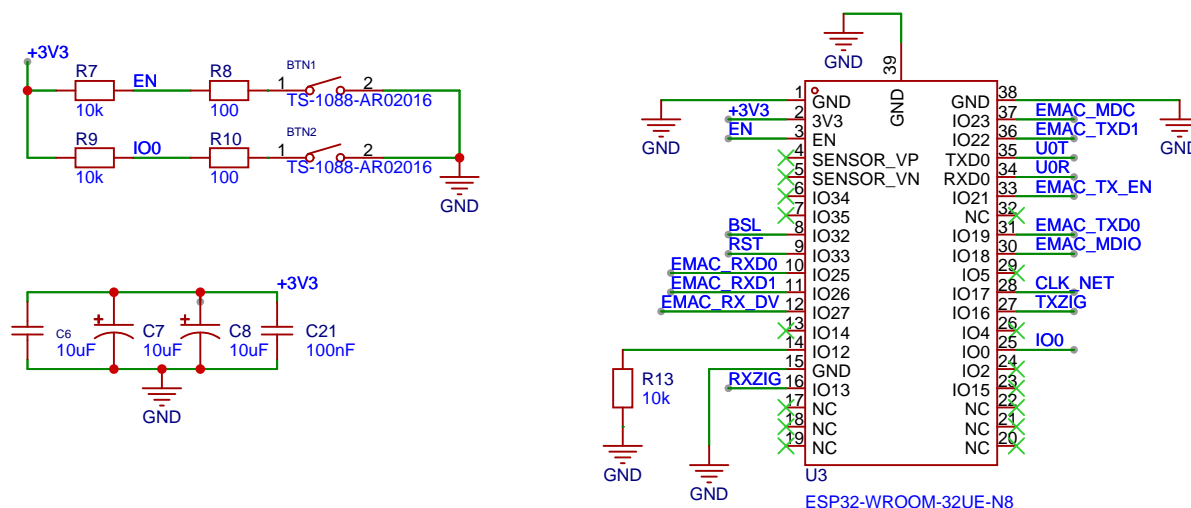 +3V3
R7
10k
EN
R8
100
BTN1
1 2
TS-1088-AR02016
R9
10k
IO0
R10
100
BTN2
1 2
TS-1088-AR02016
GND
+3V3
C6
10uF
C7
10uF
C8
10uF
C21
100nF
GND
GND
39
GND
1 GND
GND
+3V3 2 3V3
EN 3 EN
4 SENSOR_VP
5 SENSOR_VN
6 IO34
7 IO35
BSL 8 IO32
RST 9 IO33
EMAC_RXD0 10 IO25
EMAC_RXD1 11 IO26
EMAC_RX_DV 12 IO27
13 IO14
14 IO12
15 GND
RXZIG 16 IO13
17 NC
18 NC
19 NC
R13
10k
GND
GND
GND 38
GND
IO23 37 EMAC_MDC
IO22 36 EMAC_TXD1
TXD0 35 U0T
RXD0 34 U0R
IO21 33 EMAC_TX_EN
NC 32
IO19 31 EMAC_TXD0
IO18 30 EMAC_MDIO
IO5 29
IO17 28 CLK_NET
IO16 27 TXZIG
IO4 26
IO0 25 IO0
IO2 24
IO15 23
NC 22
NC 21
NC 20
U3
ESP32-WROOM-32UE-N8